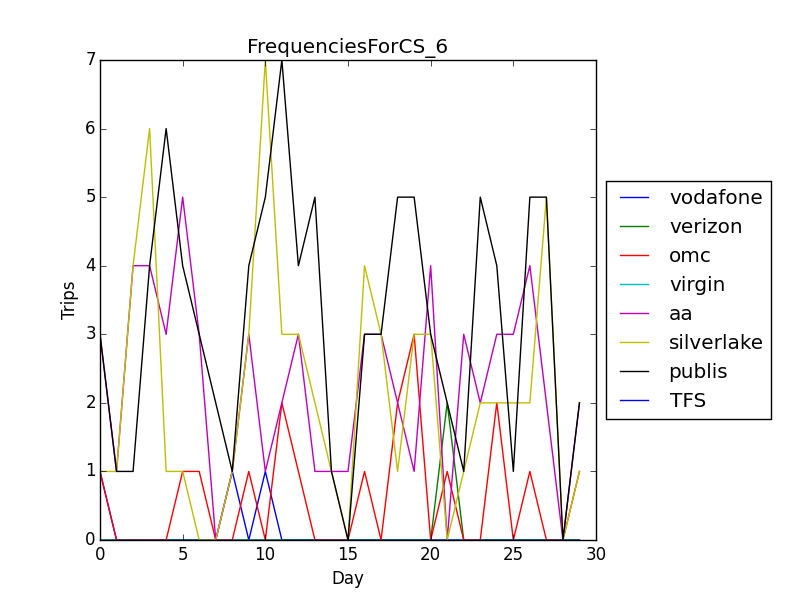 FrequenciesForCS_6
7
6
5
4
3
2
1
0
Trips
0 5 10 15 20 25 30
Day
vodafone
verizon
omc
virgin
aa
silverlake
publis
TFS